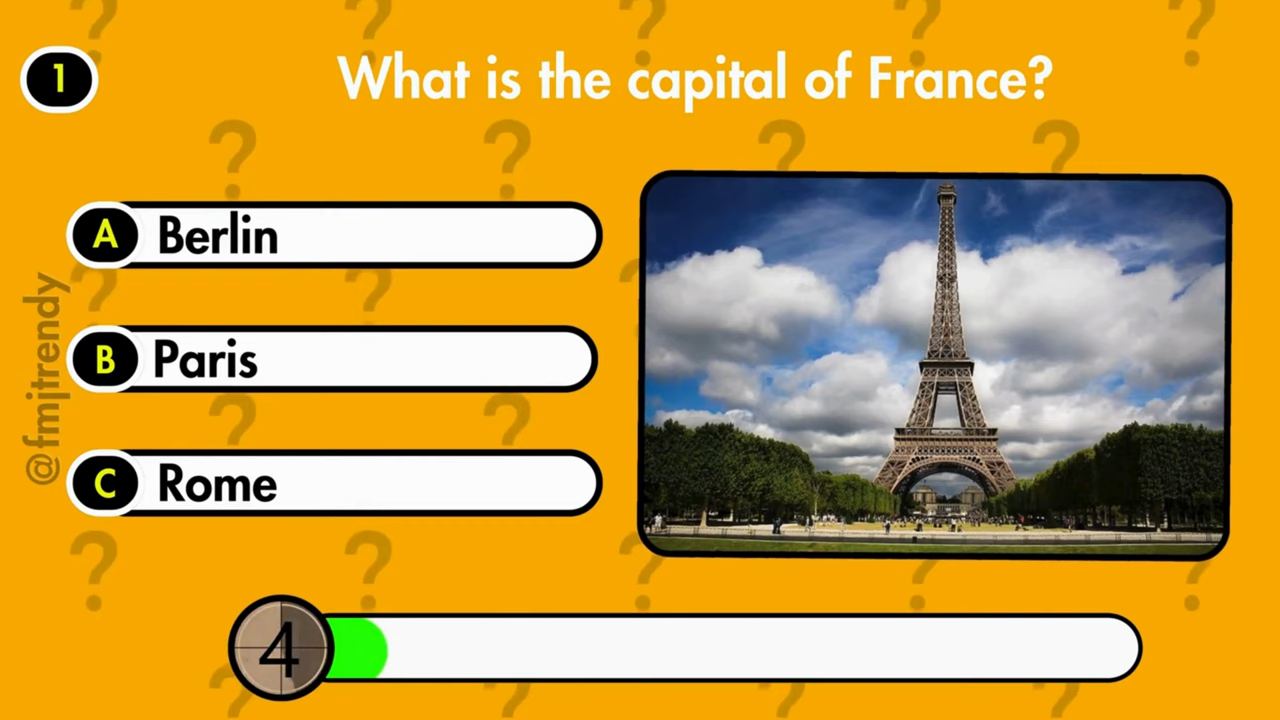 1
What is the capital of France?
A Berlin
B Paris
C Rome
@fmjtrendy
4